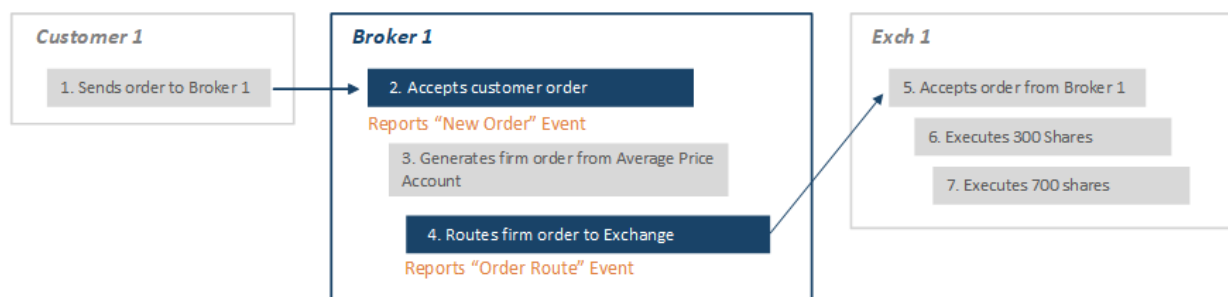 Customer 1
1. Sends order to Broker 1
Broker 1
2. Accepts customer order
Reports “New Order” Event
3. Generates firm order from Average Price
Account
4. Routes firm order to Exchange
Reports “Order Route” Event
Exch 1
5. Accepts order from Broker 1
6. Executes 300 Shares
7. Executes 700 shares